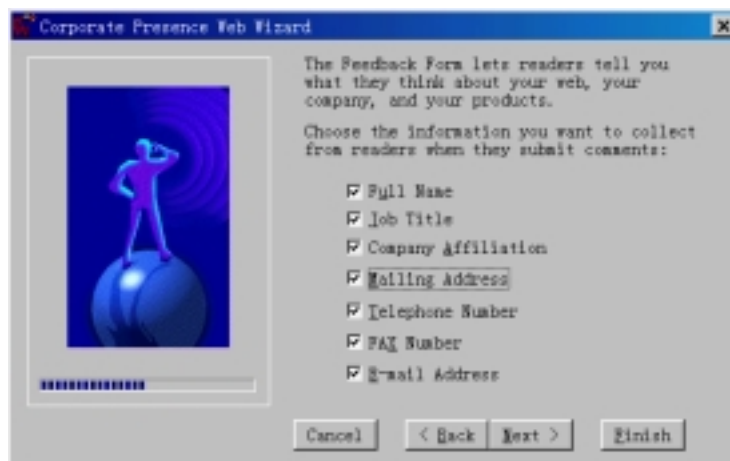 Corporate Presence Web Wizard
The Feedback Form lets readers tell you
what they think about your web, your
company, and your products.
Choose the information you want to collect
from readers when they submit comments:
Full Name
Job Title
Company Affiliation
Mailing Address
Telephone Number
FAX Number
E-mail Address
Cancel < Back Next > Finish